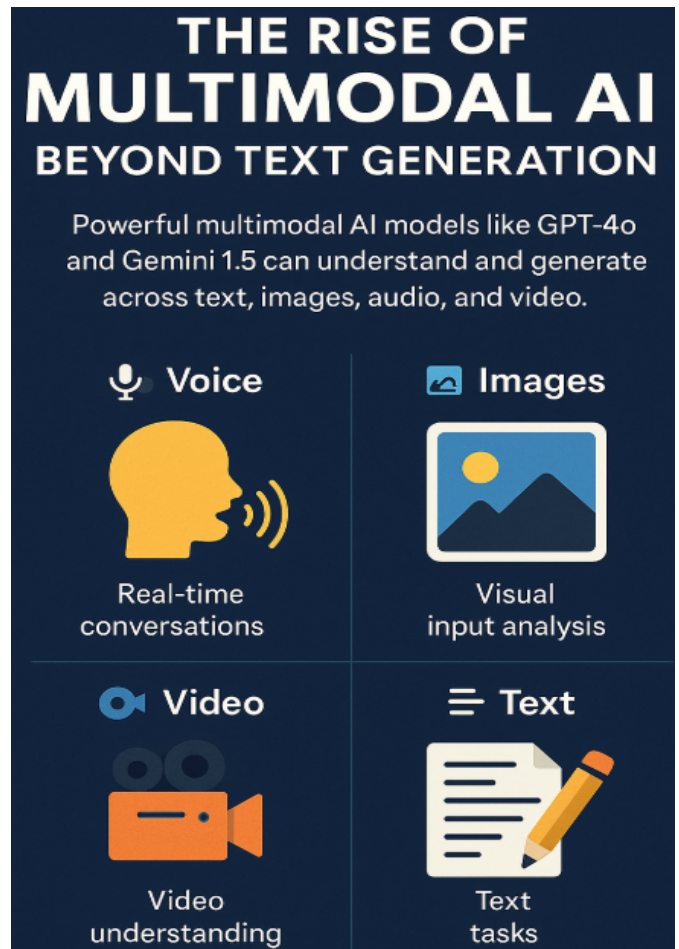 THE RISE OF
MULTIMODAL AI
BEYOND TEXT GENERATION
Powerful multimodal AI models like GPT-4o
and Gemini 1.5 can understand and generate
across text, images, audio, and video.
Voice
Real-time
conversations
Images
Visual
input analysis
Video
Video
understanding
Text
Text
tasks